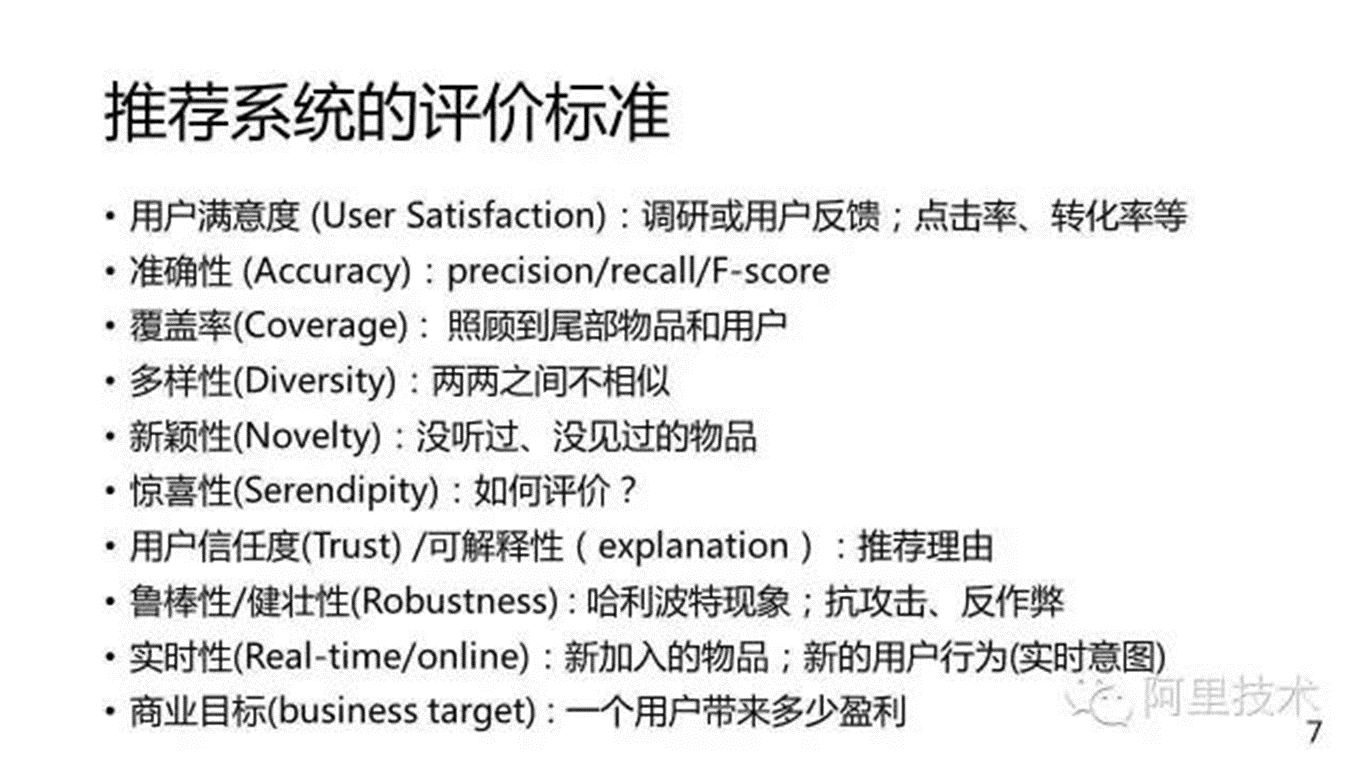 推荐系统的评价标准
• 用户满意度 (User Satisfaction)：调研或用户反馈；点击率、转化率等
• 准确性 (Accuracy)：precision/recall/F-score
• 覆盖率(Coverage)： 照顾到尾部物品和用户
• 多样性(Diversity)：两两之间不相似
• 新颖性(Novelty)：没听过、没见过的物品
• 惊喜性(Serendipity)：如何评价？
• 用户信任度(Trust) /可解释性（explanation）：推荐理由
• 鲁棒性/健壮性(Robustness) : 哈利波特现象；抗攻击、反作弊
• 实时性(Real-time/online)：新加入的物品；新的用户行为(实时意图)
• 商业目标(business target) : 一个用户带来多少盈利
阿里技术
7